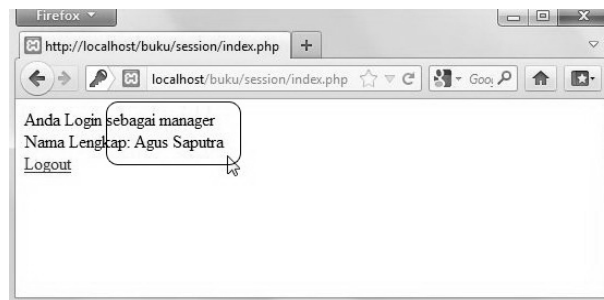 Firefox
http://localhost/buku/session/index.php
localhost/buku/session/index.php
Goo
Anda Login sebagai manager
Nama Lengkap: Agus Saputra
Logout